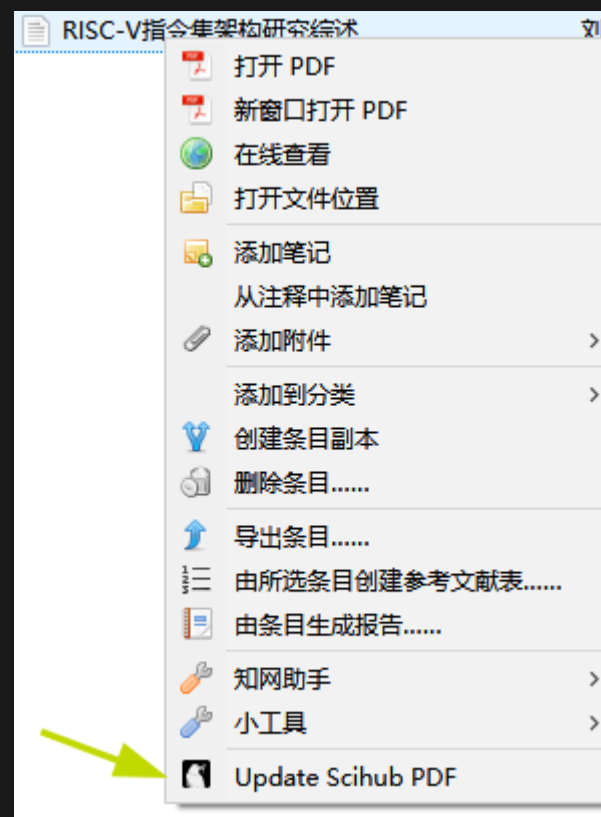 RISC-V指令集架构研究综述 刘
打开 PDF
新窗口打开 PDF
在线查看
打开文件位置
添加笔记
从注释中添加笔记
添加附件
添加到分类
创建条目副本
删除条目......
导出条目......
由所选条目创建参考文献表......
由条目生成报告......
知网助手
小工具
Update Scihub PDF